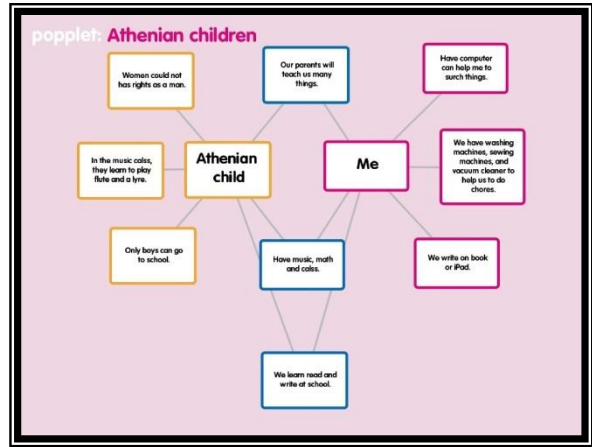 popplet: Athenian children
Women could not
has rights as a man.
Our parents will
teach us many
things.
Have computer
can help me to
surch things.
In the music calss,
they learn to play
flute and a lyre.
Athenian
child
Me
We have washing
machines, sewing
machines, and
vacuum cleaner to
help us to do
chores.
Only boys can go
to school.
Have music, math
and calss.
We write on book
or iPad.
We learn read and
write at school.